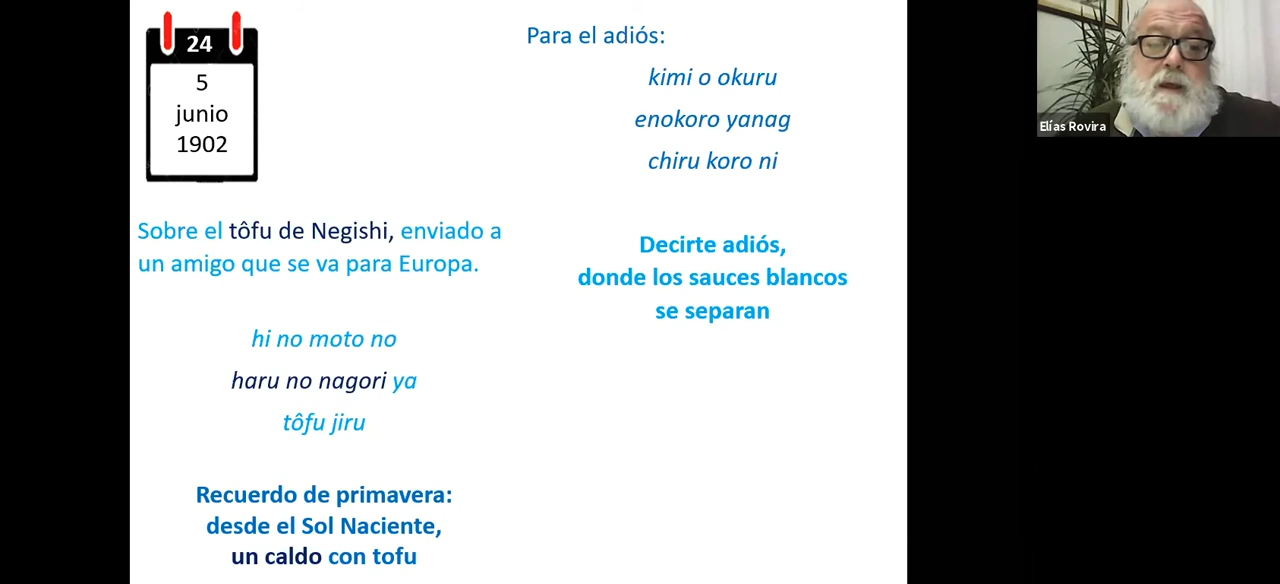 24
5
junio
1902
Sobre el tôfu de Negishi, enviado a
un amigo que se va para Europa.
hi no moto no
haru no nagori ya
tôfu jiru
Recuerdo de primavera:
desde el Sol Naciente,
un caldo con tofu
Para el adiós:
kimi o okuru
enokoro yanag
chiru koro ni
Decirte adiós,
donde los sauces blancos
se separan
Elías Rovira